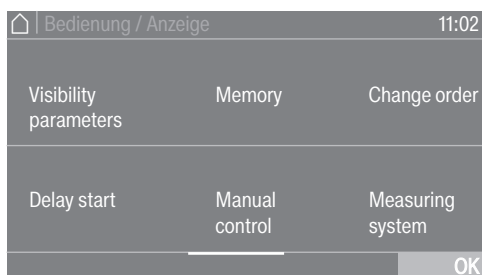 Bedienung / Anzeige 11:02
Visibility parameters
Memory
Change order
Delay start
Manual control
Measuring system
OK